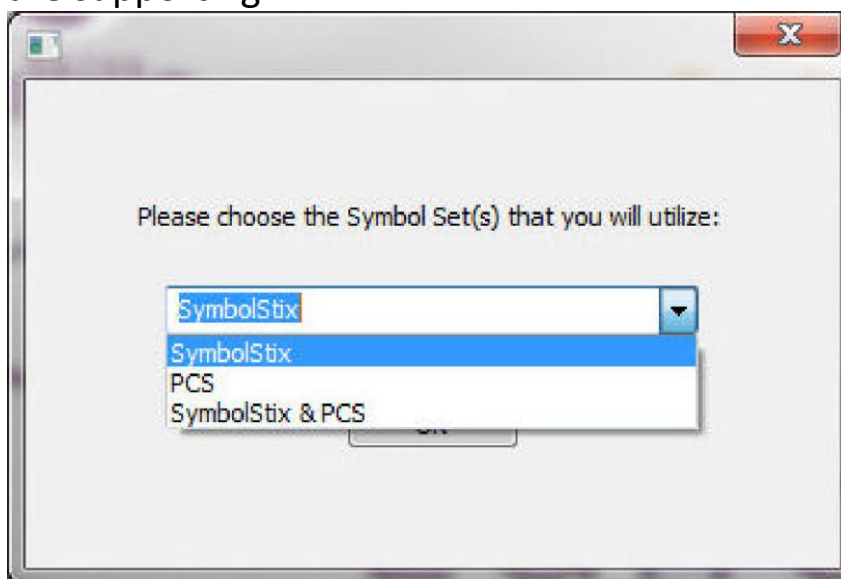 Please choose the Symbol Set(s) that you will utilize:
SymbolStix
SymbolStix
PCS
SymbolStix & PCS